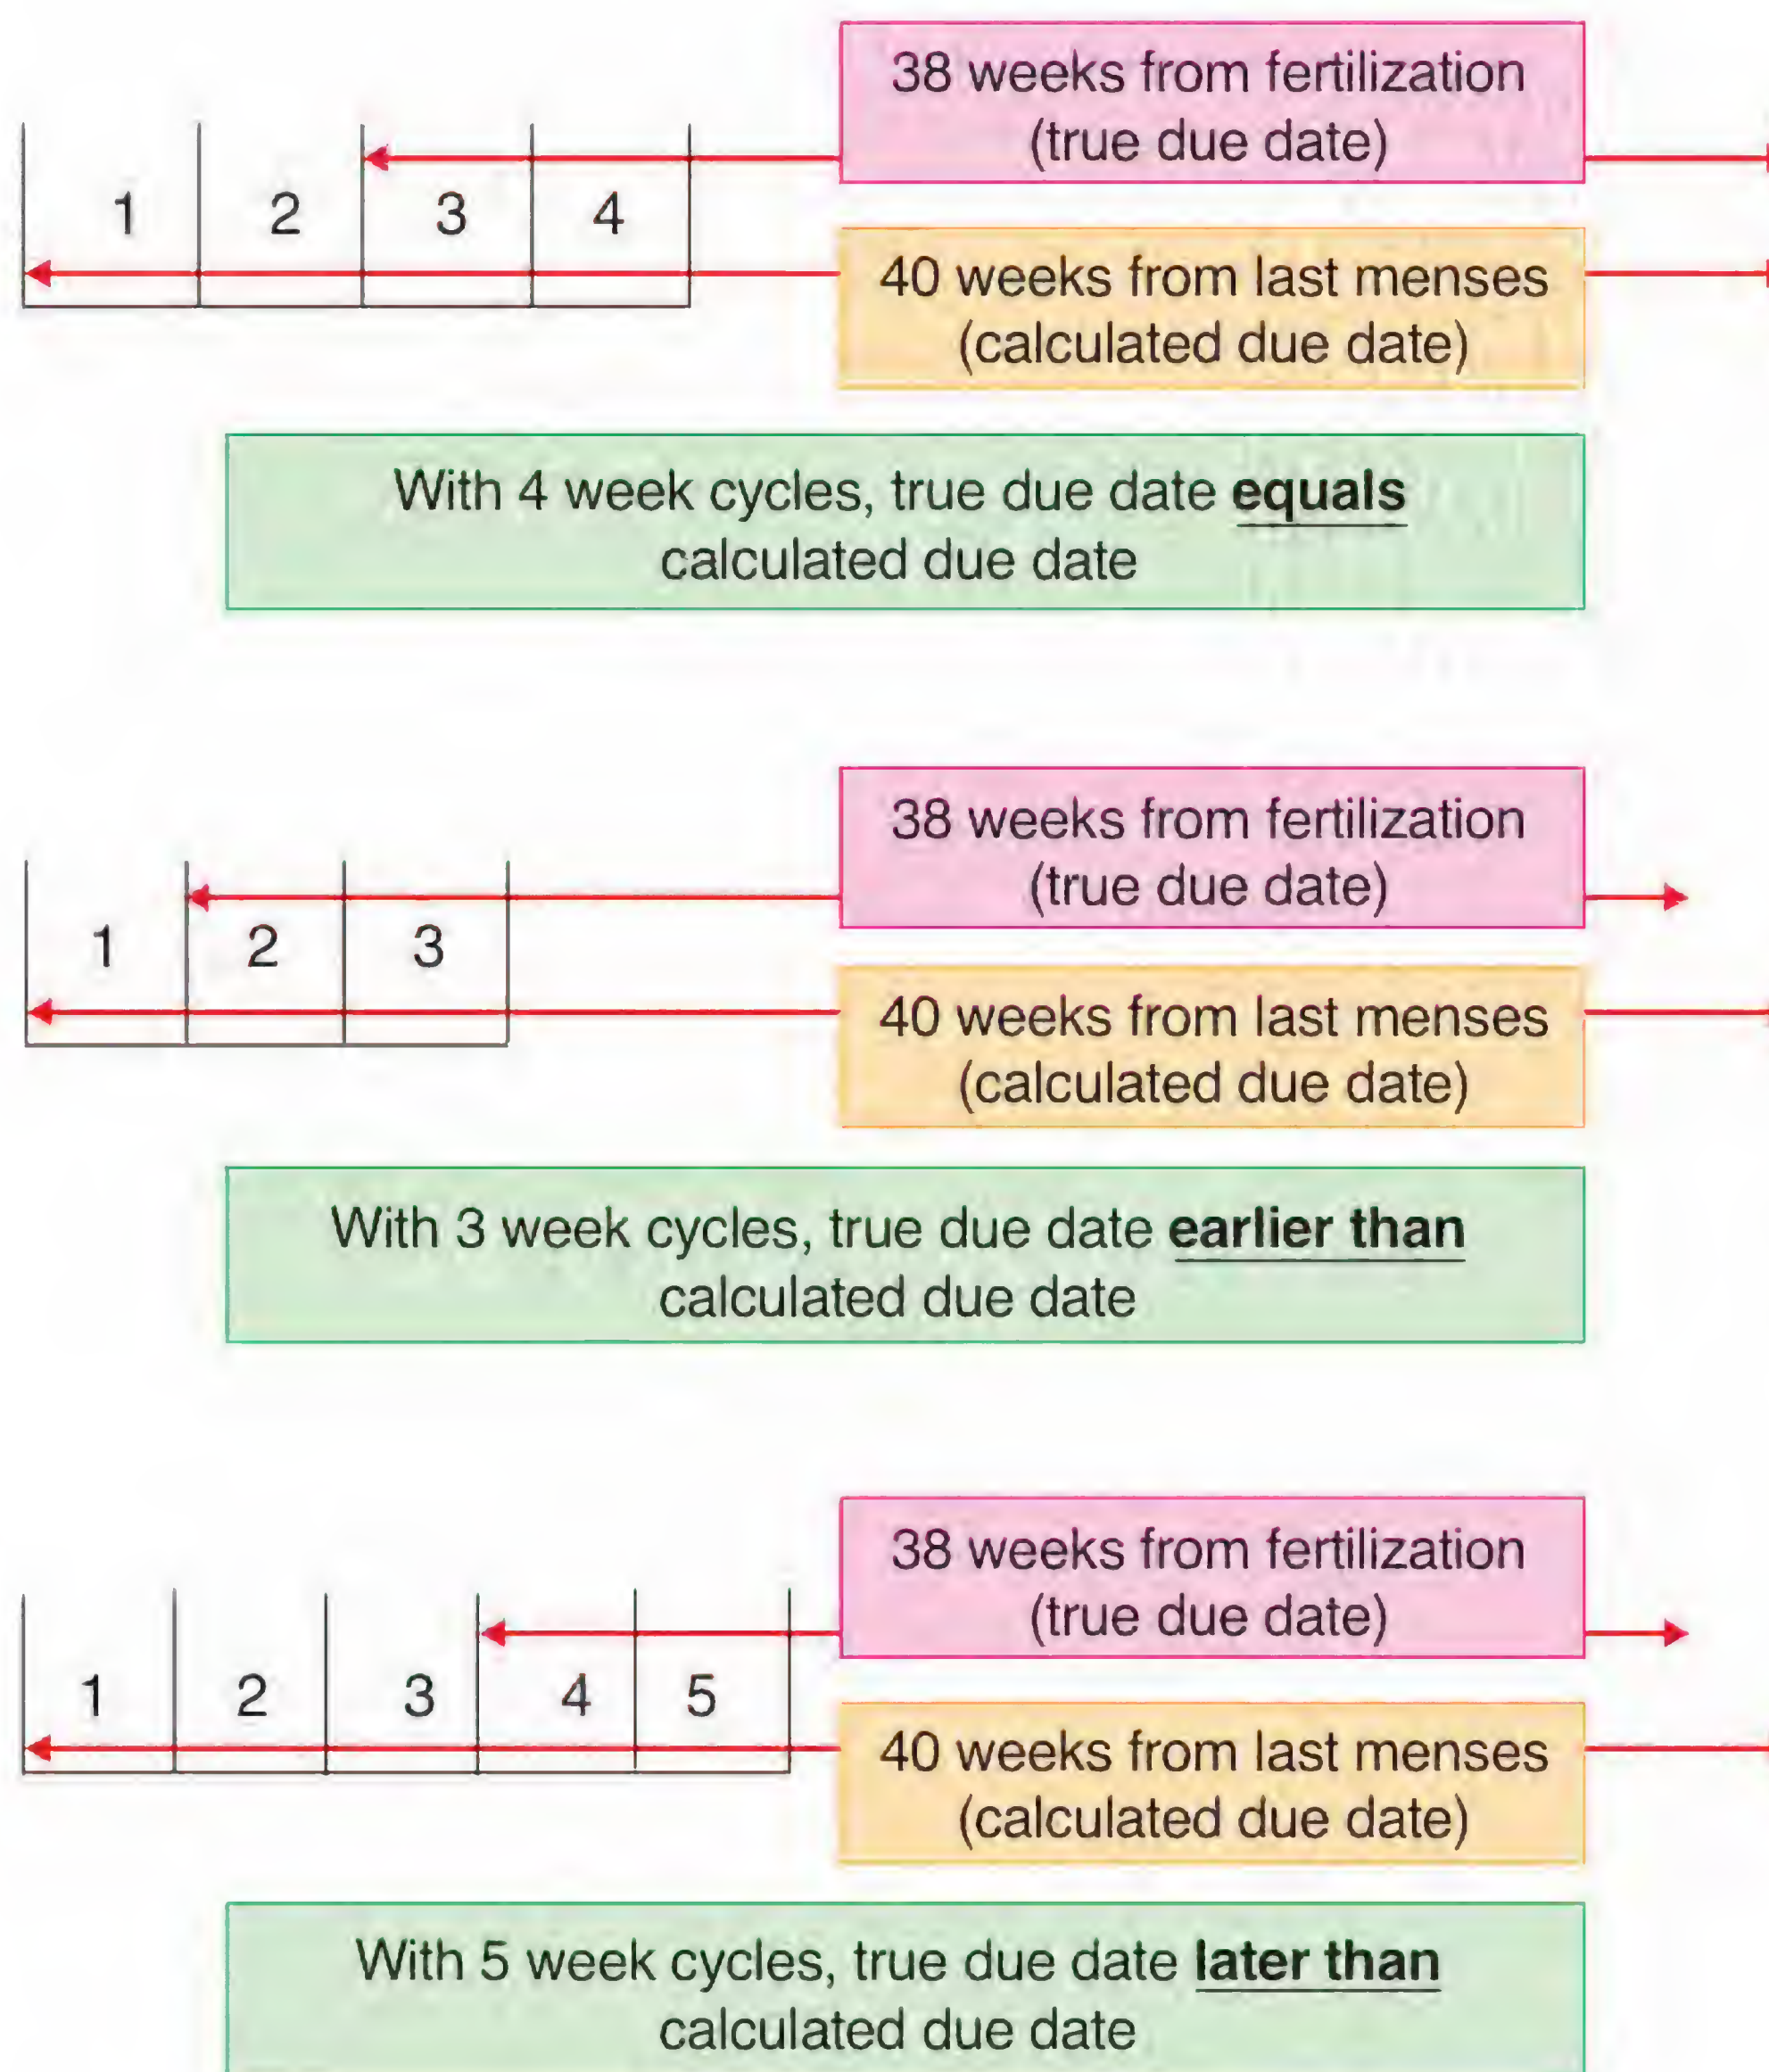 38 weeks from fertilization
(true due date)
1 2 3 4
40 weeks from last menses
(calculated due date)
With 4 week cycles, true due date equals
calculated due date
38 weeks from fertilization
(true due date)
1 2 3
40 weeks from last menses
(calculated due date)
With 3 week cycles, true due date earlier than
calculated due date
38 weeks from fertilization
(true due date)
1 2 3 4 5
40 weeks from last menses
(calculated due date)
With 5 week cycles, true due date later than
calculated due date